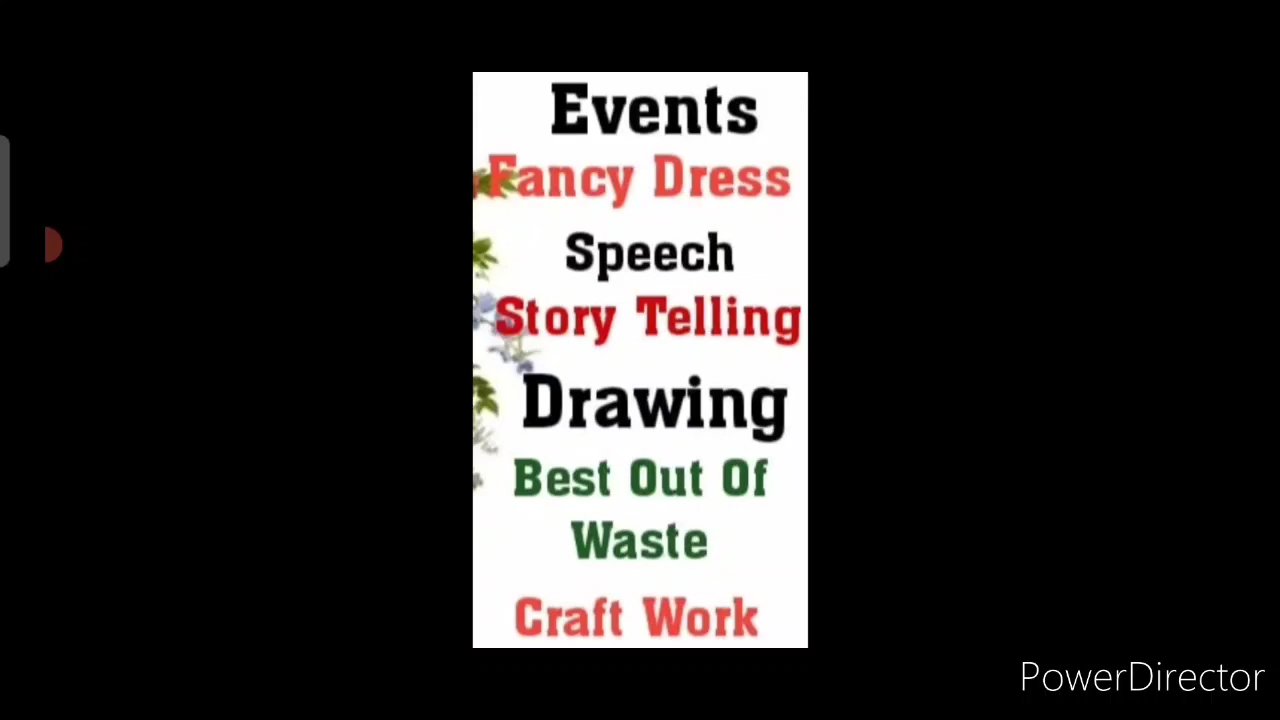 Events
Fancy Dress
Speech
Story Telling
Drawing
Best Out Of
Waste
Craft Work
PowerDirector